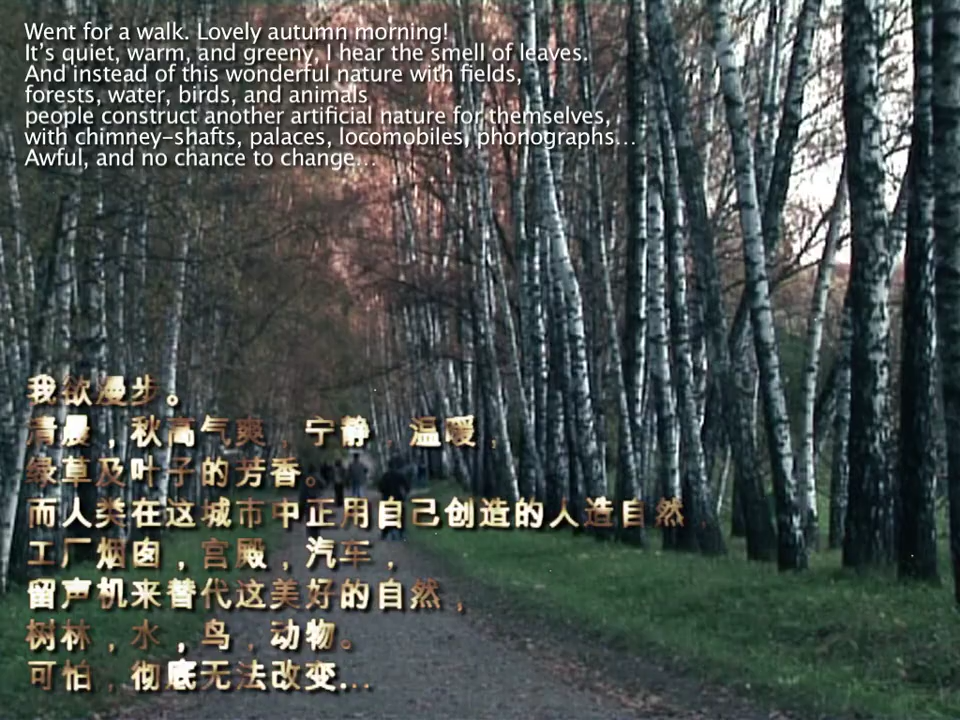 Went for a walk. Lovely autumn morning!
It's quiet, warm, and greeny, I hear the smell of leaves.
And instead of this wonderful nature with fields,
forests, water, birds, and animals
people construct another artificial nature for themselves,
with chimney-shafts, palaces, locomobiles, phonographs...
Awful, and no chance to change...
我欲漫步。
清晨，秋高气爽，宁静，温暖，
绿草及叶子的芳香。
而人类在这城市中正用自己创造的人造自然，
工厂烟囱，宫殿，汽车，
留声机来替代这美好的自然，
树林，水，鸟，动物。
可怕，彻底无法改变...